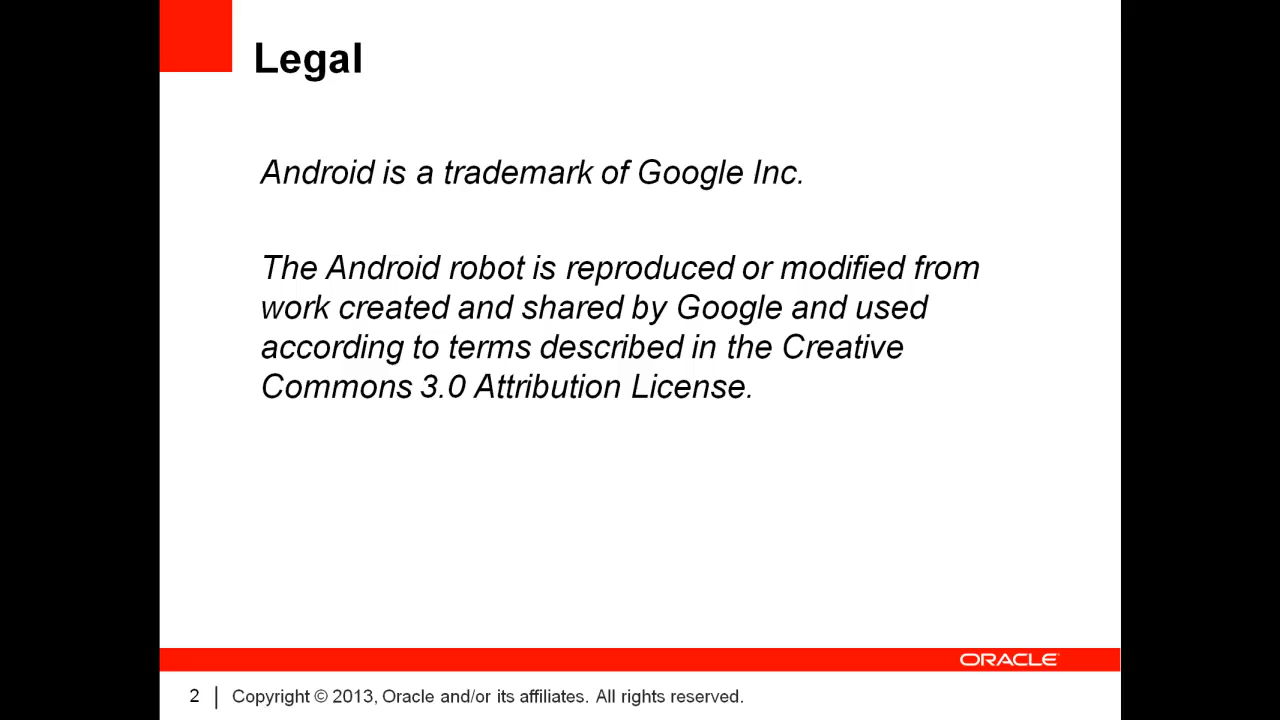 Legal
Android is a trademark of Google Inc.
The Android robot is reproduced or modified from
work created and shared by Google and used
according to terms described in the Creative
Commons 3.0 Attribution License.
ORACLE
2 | Copyright © 2013, Oracle and/or its affiliates. All rights reserved.